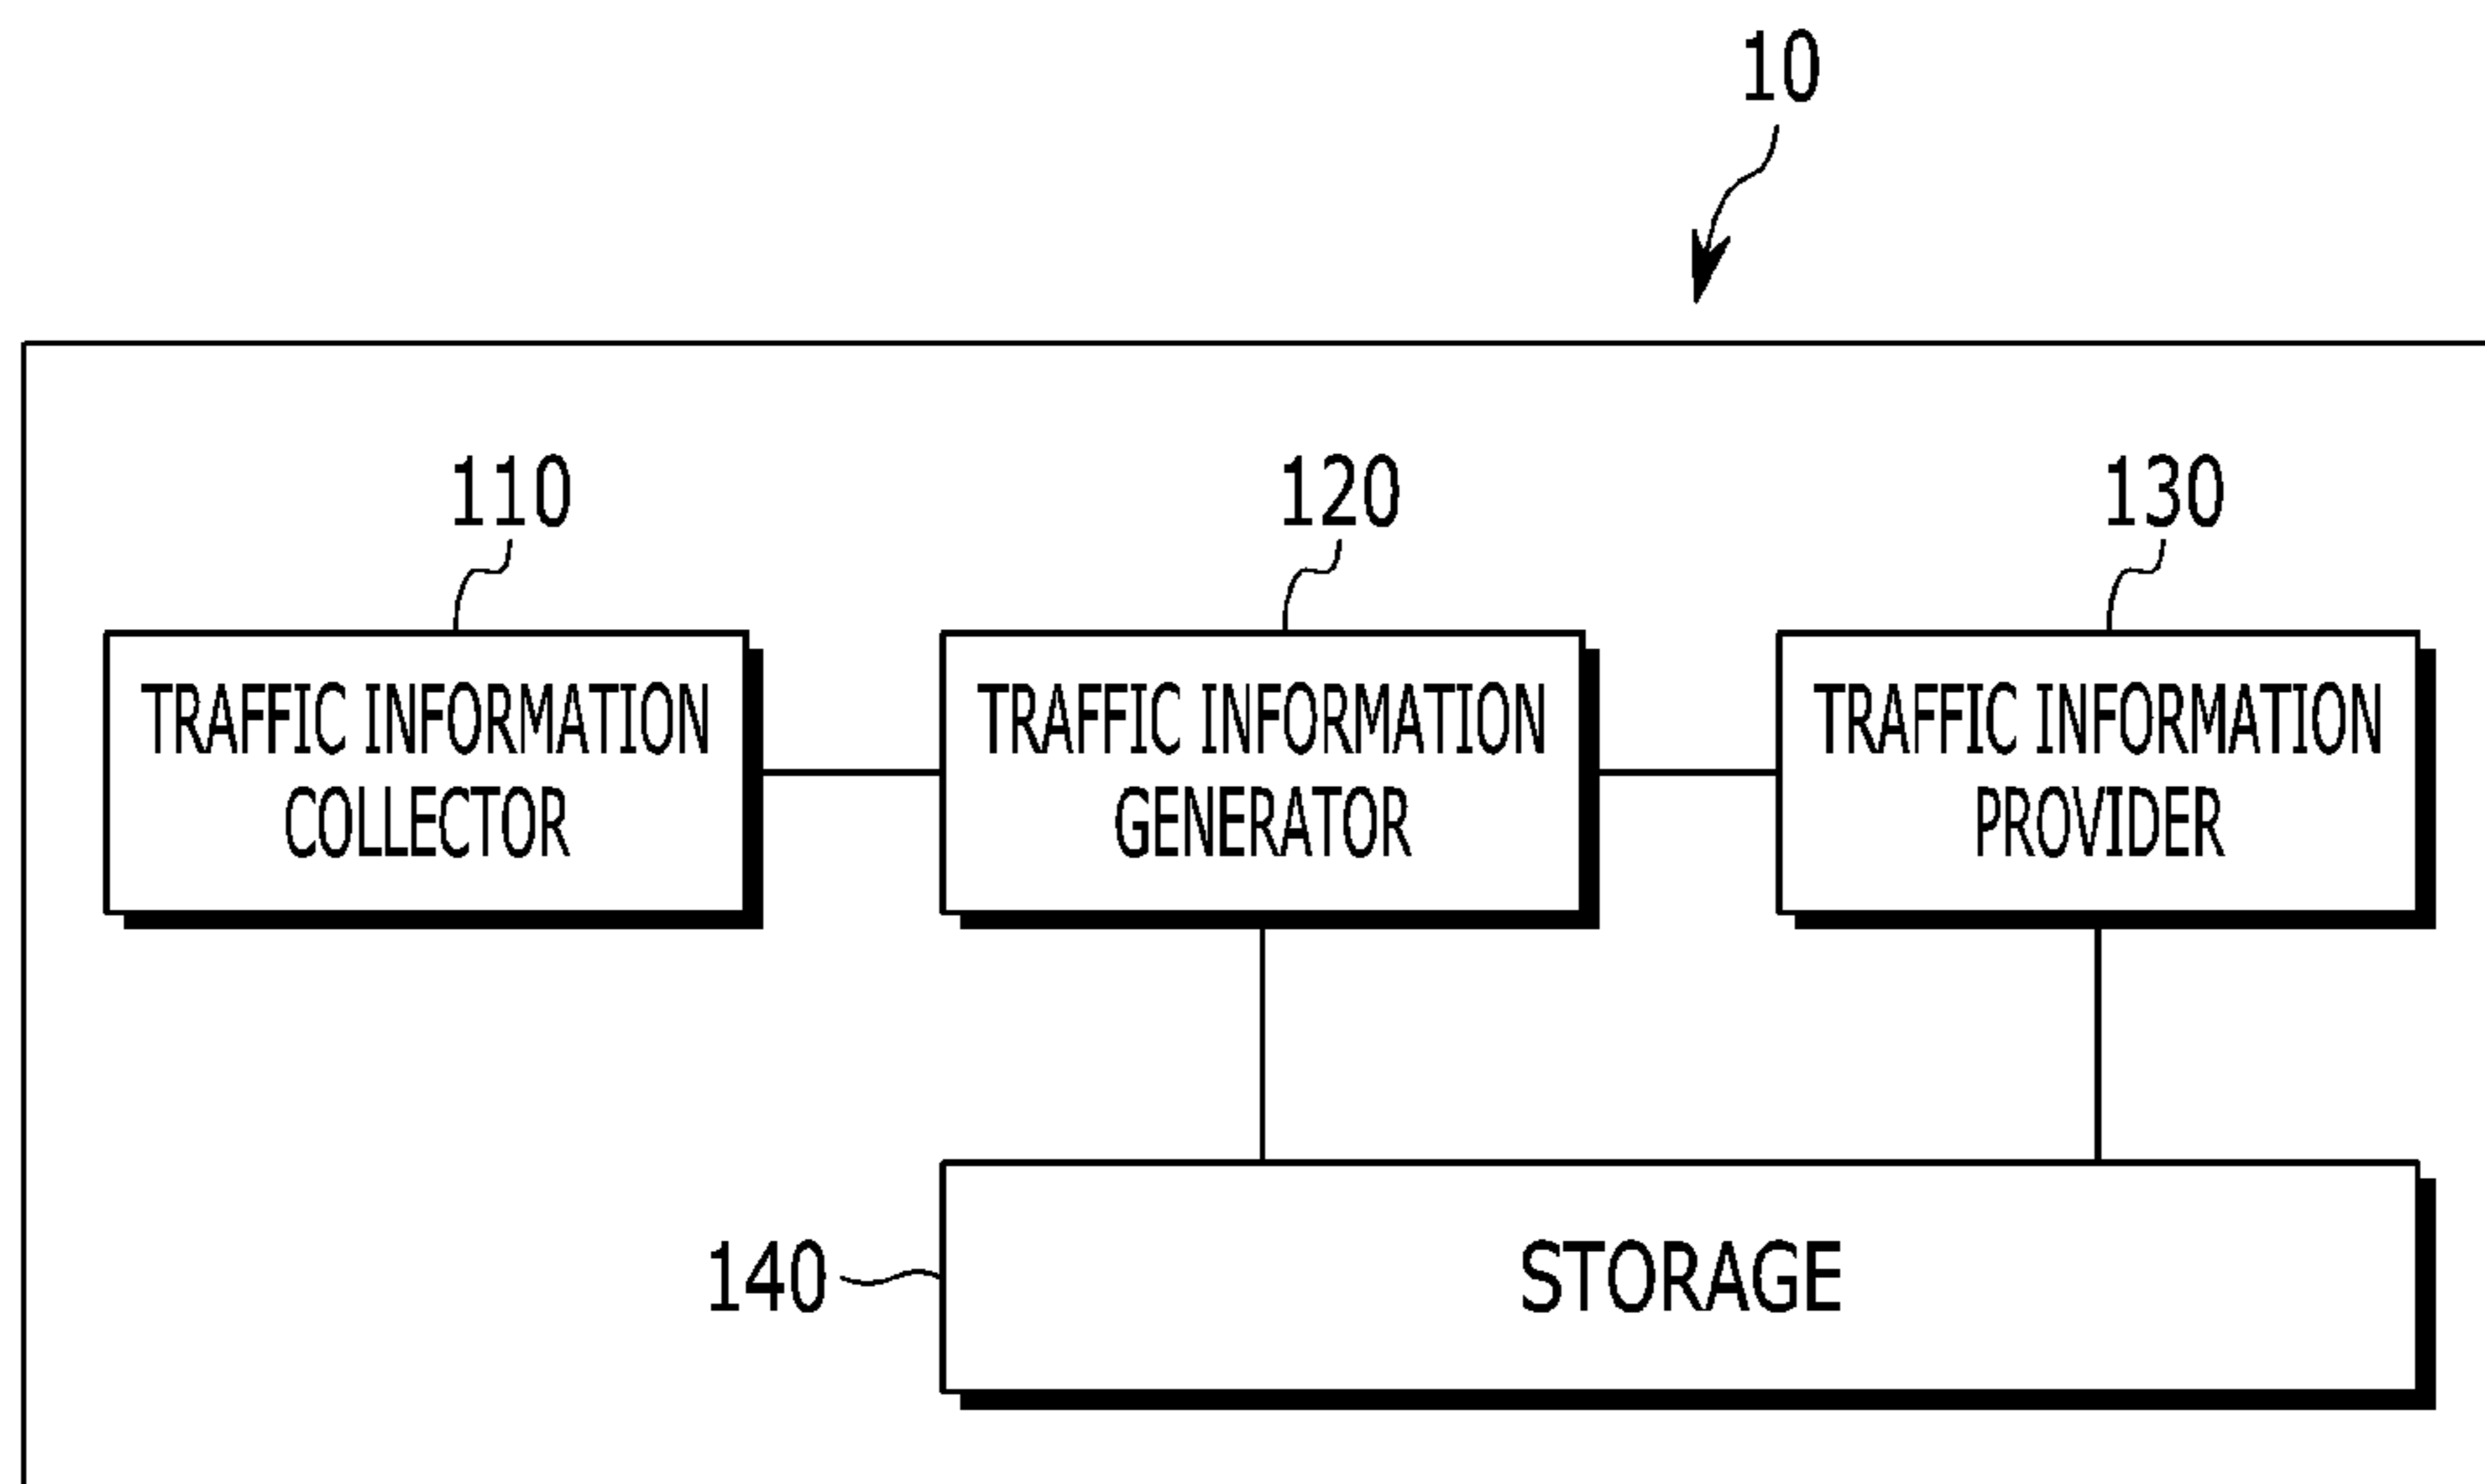 10
110
120
130
TRAFFIC INFORMATION
COLLECTOR
TRAFFIC INFORMATION
GENERATOR
TRAFFIC INFORMATION
PROVIDER
140
STORAGE